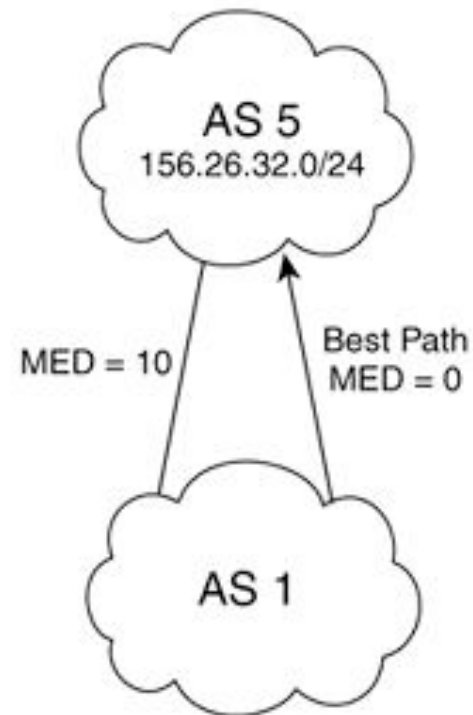 AS 5
156.26.32.0/24
MED = 10
Best Path
MED = 0
AS 1